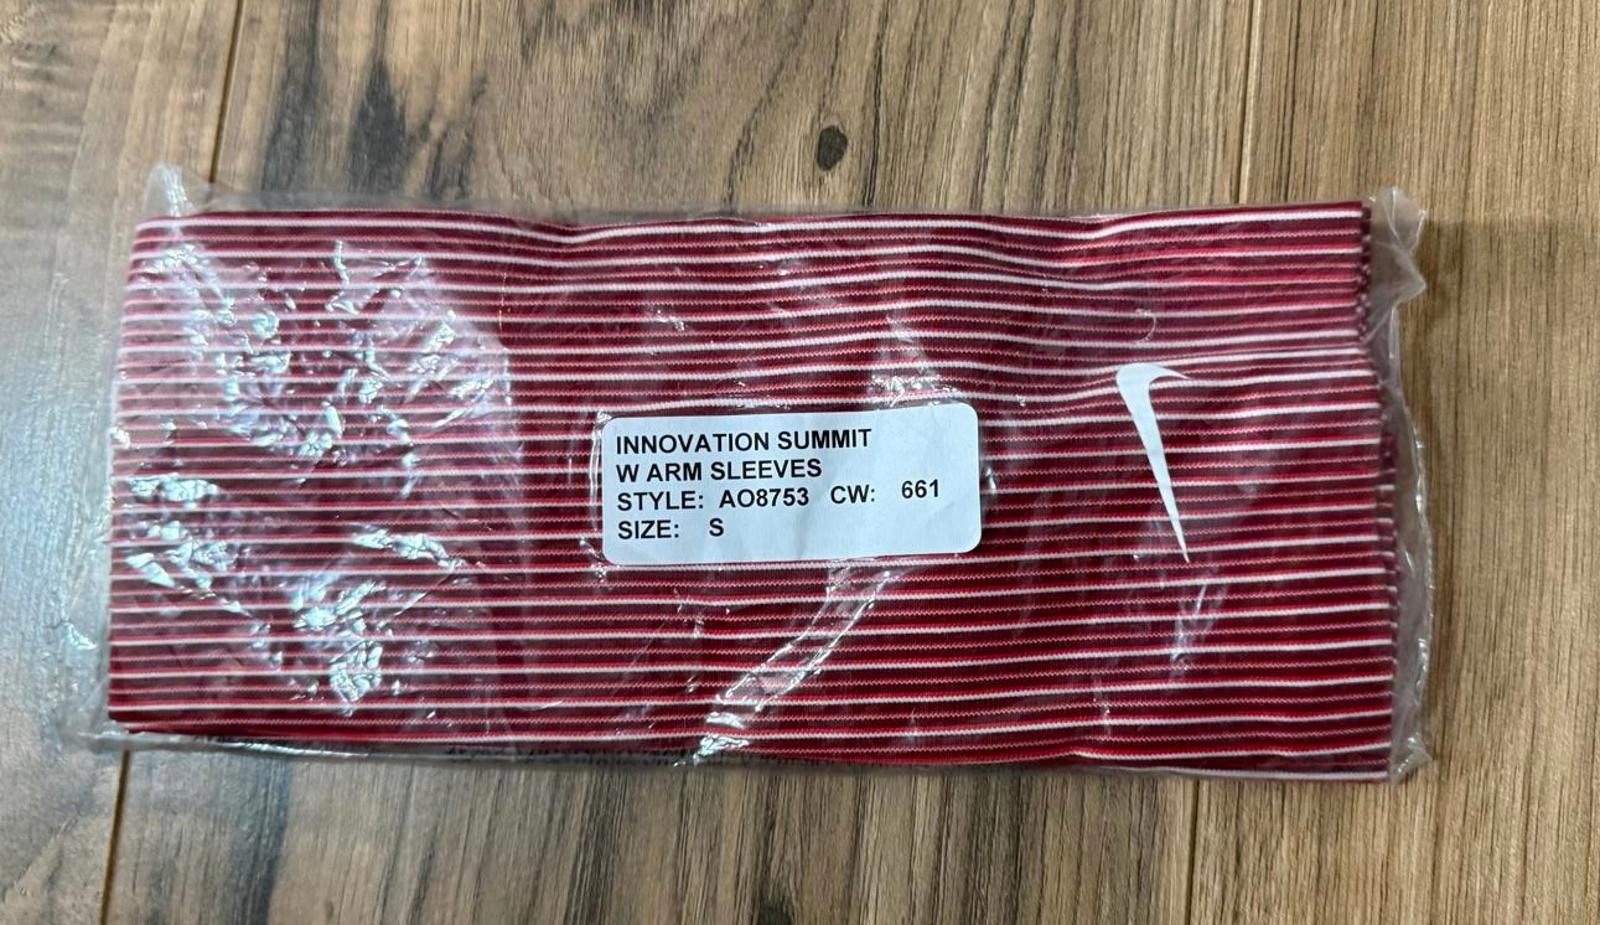 INNOVATION SUMMIT
W ARM SLEEVES
STYLE: AO8753 CW: 661
SIZE: S